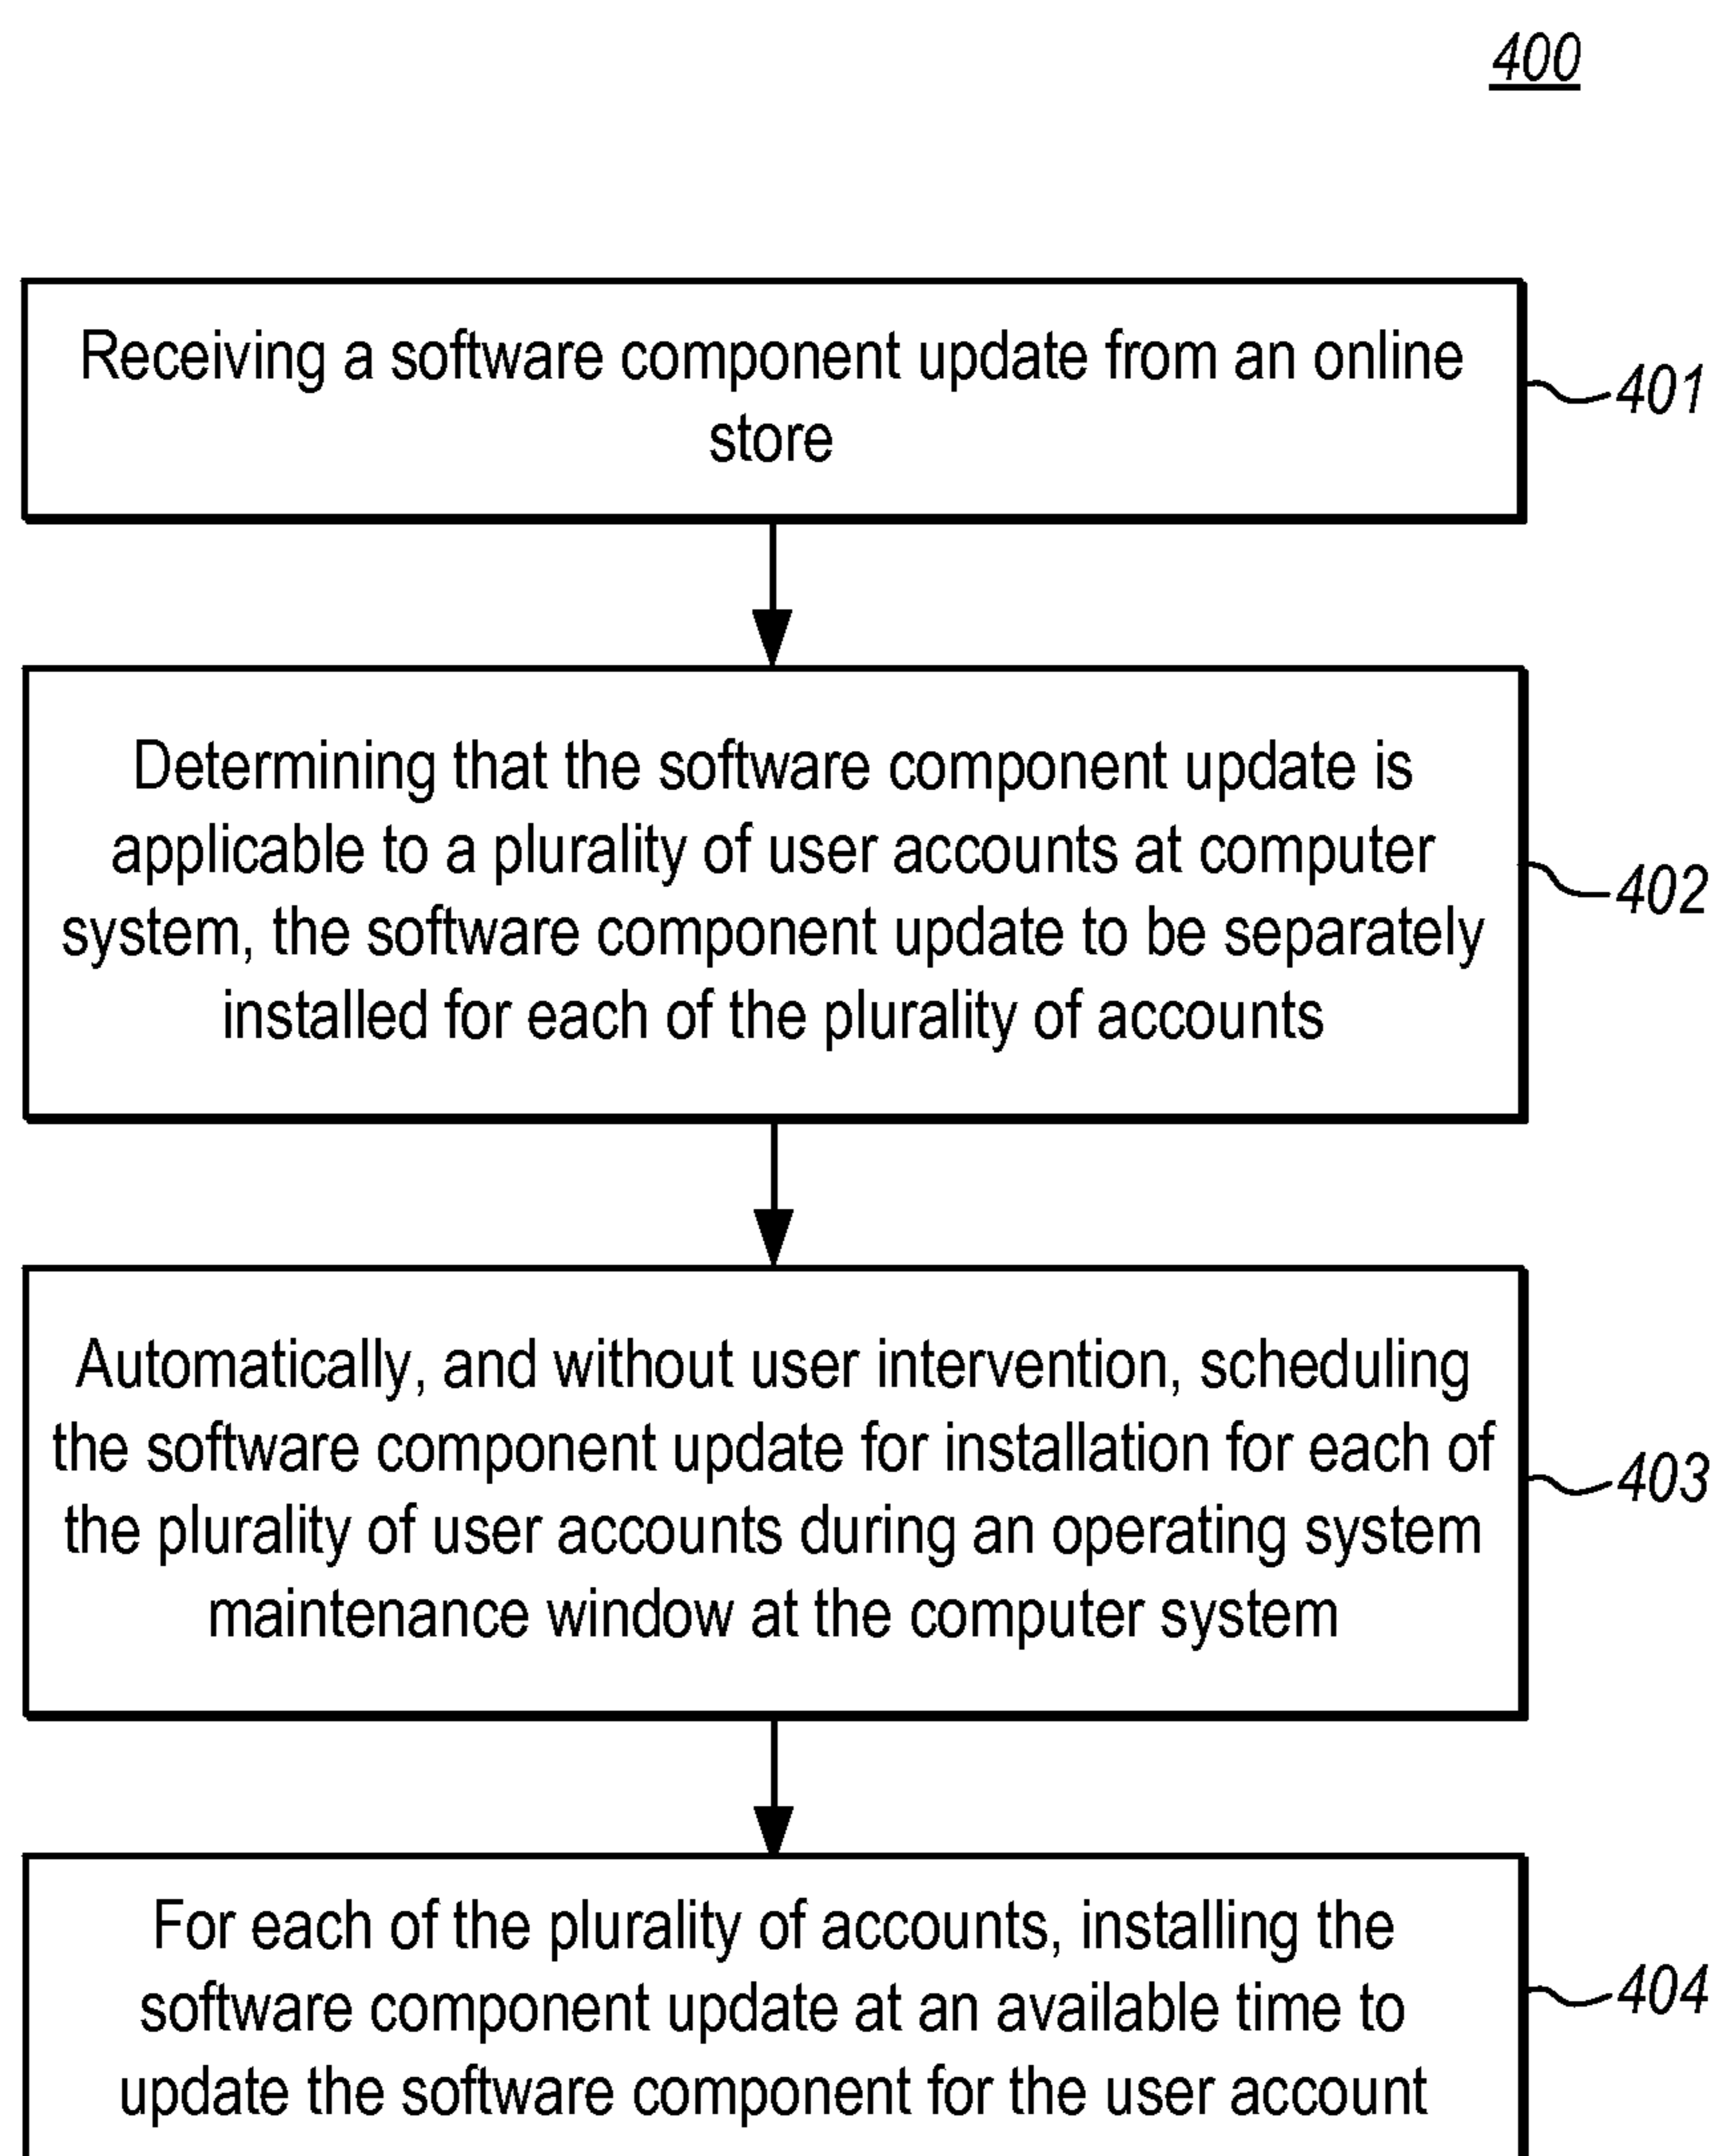 400
Receiving a software component update from an online
store
401
Determining that the software component update is
applicable to a plurality of user accounts at computer
system, the software component update to be separately
installed for each of the plurality of accounts
402
Automatically, and without user intervention, scheduling
the software component update for installation for each of
the plurality of user accounts during an operating system
maintenance window at the computer system
403
For each of the plurality of accounts, installing the
software component update at an available time to
update the software component for the user account
404